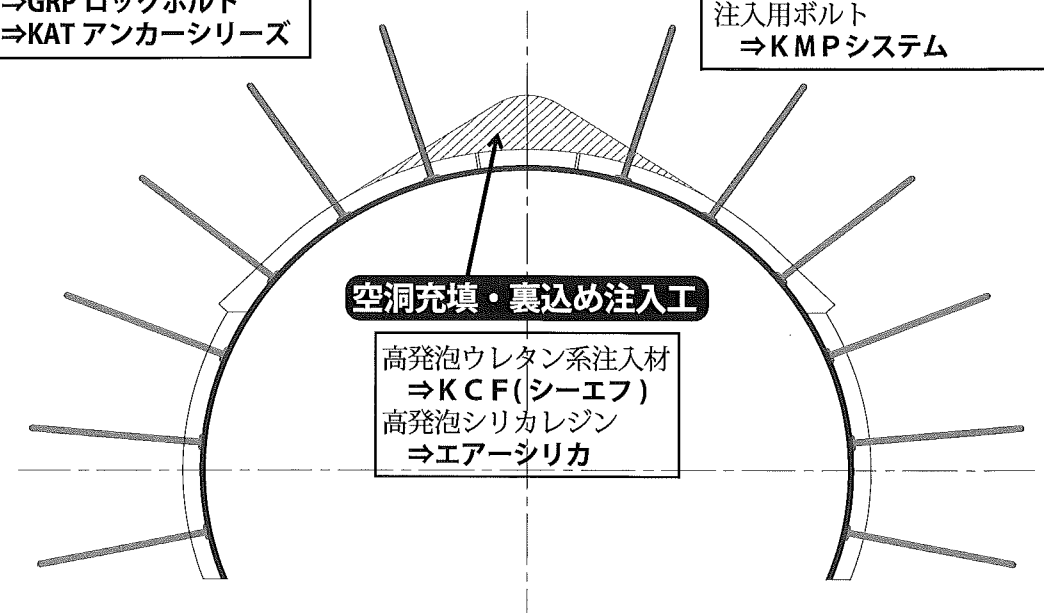 ⇒GRP ロックボルト
⇒KAT アンカーシリーズ
注入用ボルト
⇒KMPシステム
空洞充填・裏込め注入工
高発泡ウレタン系注入材
⇒KCF(シーエフ)
高発泡シリカレジン
⇒エアーシリカ